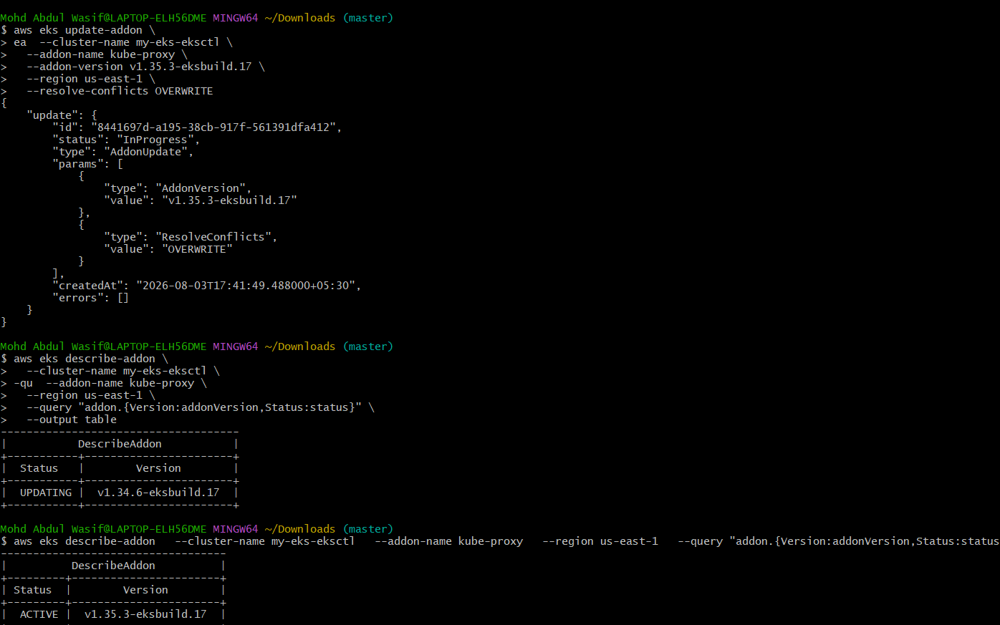 Mohd Abdul Wasif@LAPTOP-ELH56DME MINGW64 ~/Downloads (master)
$ aws eks update-addon \
> ea  --cluster-name my-eks-eksctl \
>   --addon-name kube-proxy \
>   --addon-version v1.35.3-eksbuild.17 \
>   --region us-east-1 \
>   --resolve-conflicts OVERWRITE
{
    "update": {
        "id": "8441697d-a195-38cb-917f-561391dfa412",
        "status": "InProgress",
        "type": "AddonUpdate",
        "params": [
            {
                "type": "AddonVersion",
                "value": "v1.35.3-eksbuild.17"
            },
            {
                "type": "ResolveConflicts",
                "value": "OVERWRITE"
            }
        ],
        "createdAt": "2026-08-03T17:41:49.488000+05:30",
        "errors": []
    }
}
Mohd Abdul Wasif@LAPTOP-ELH56DME MINGW64 ~/Downloads (master)
$ aws eks describe-addon \
>   --cluster-name my-eks-eksctl \
> -qu  --addon-name kube-proxy \
>   --region us-east-1 \
>   --query "addon.{Version:addonVersion,Status:status}" \
>   --output table
-------------------------------------
|           DescribeAddon           |
+-----------+-----------------------+
|  Status   |        Version        |
+-----------+-----------------------+
|  UPDATING |  v1.34.6-eksbuild.17  |
+-----------+-----------------------+
Mohd Abdul Wasif@LAPTOP-ELH56DME MINGW64 ~/Downloads (master)
$ aws eks describe-addon   --cluster-name my-eks-eksctl   --addon-name kube-proxy   --region us-east-1   --query "addon.{Version:addonVersion,Status:status
-----------------------------------
|          DescribeAddon          |
+---------+-----------------------+
| Status  |        Version        |
+---------+-----------------------+
|  ACTIVE |  v1.35.3-eksbuild.17  |